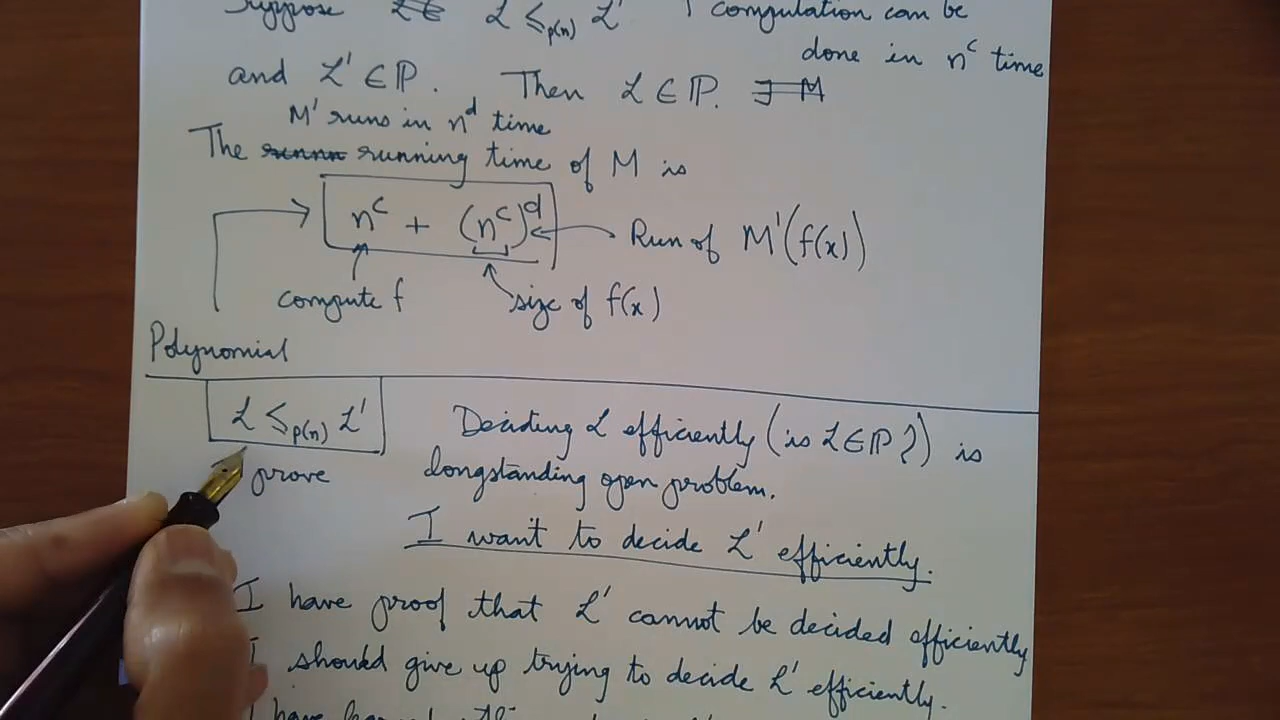 Suppose L ≤p(n) L' computation can be
done in n^c time
and L' ∈ P. Then L ∈ P. ∃ M
M' runs in n^d time
The running time of M is
n^c + (n^c)^d
Run of M'(f(x))
compute f
size of f(x)
Polynomial
L ≤p(n) L'
prove
Deciding L efficiently (is L ∈ P?) is
longstanding open problem.
I want to decide L' efficiently.
I have proof that L' cannot be decided efficiently
I should give up trying to decide L' efficiently.
I have